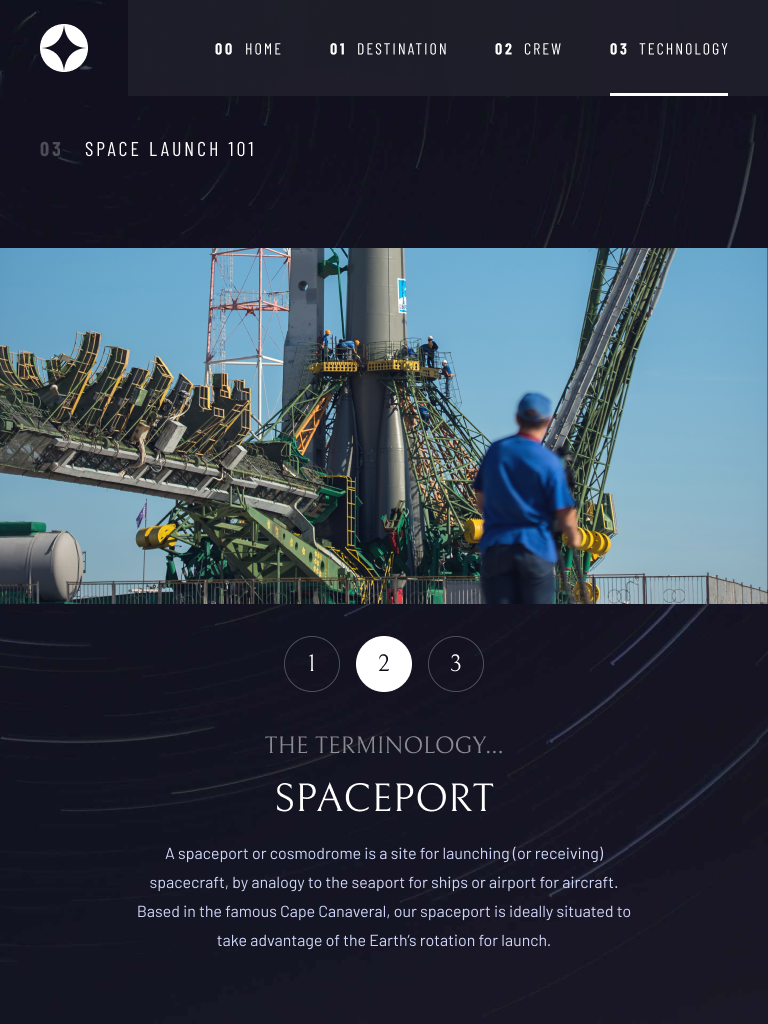 00 HOME 01 DESTINATION 02 CREW 03 TECHNOLOGY
03 SPACE LAUNCH 101
1 2 3
THE TERMINOLOGY...
SPACEPORT
A spaceport or cosmodrome is a site for launching (or receiving)
spacecraft, by analogy to the seaport for ships or airport for aircraft.
Based in the famous Cape Canaveral, our spaceport is ideally situated to
take advantage of the Earth’s rotation for launch.